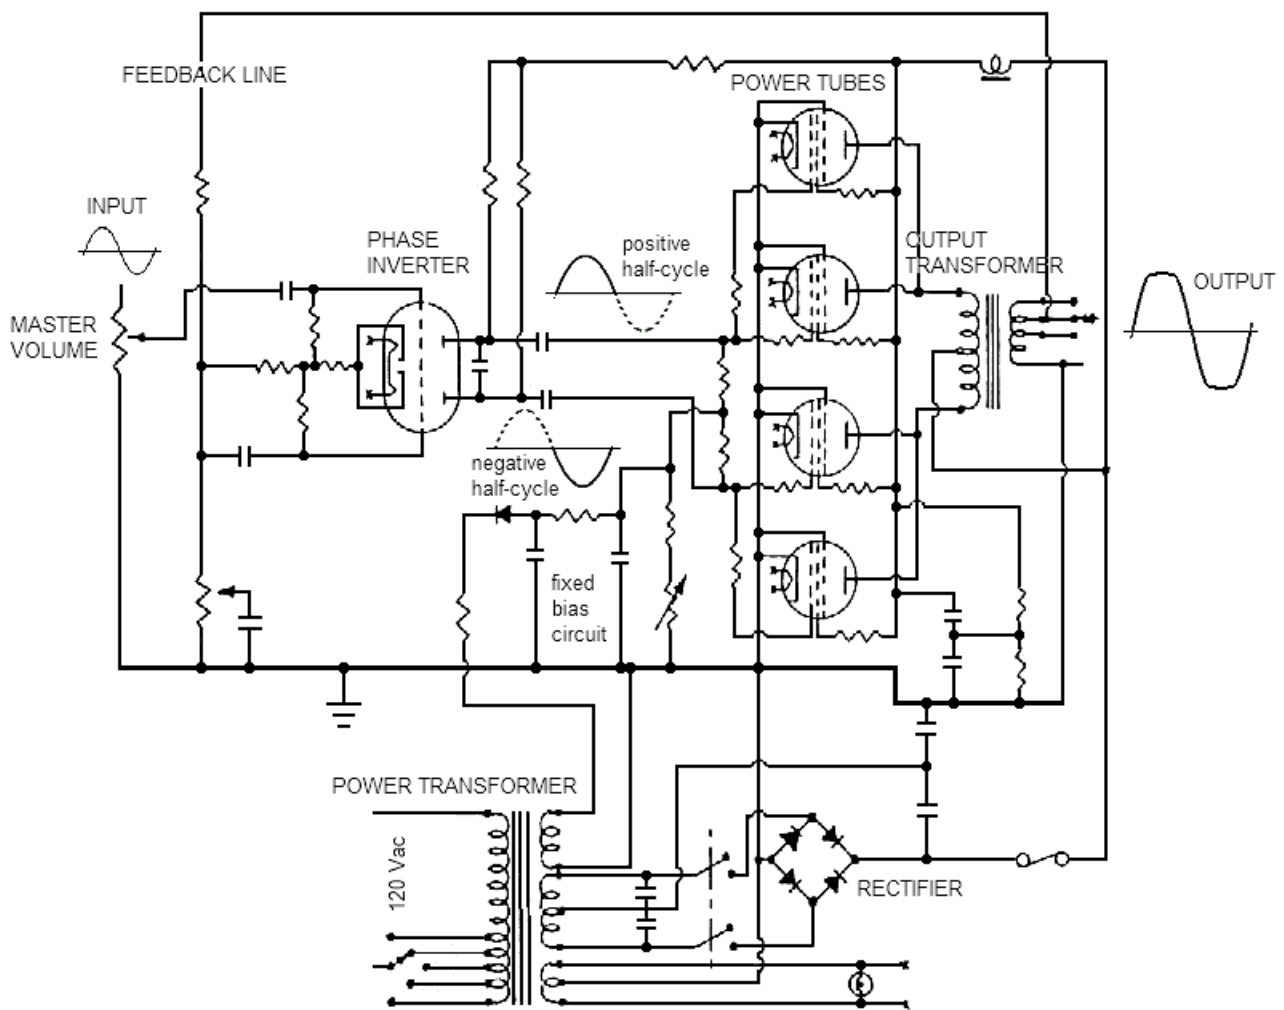 FEEDBACK LINE
POWER TUBES
INPUT
PHASE
INVERTER
positive
half-cycle
OUTPUT
TRANSFORMER
OUTPUT
MASTER
VOLUME
negative
half-cycle
fixed
bias
circuit
POWER TRANSFORMER
120 Vac
RECTIFIER